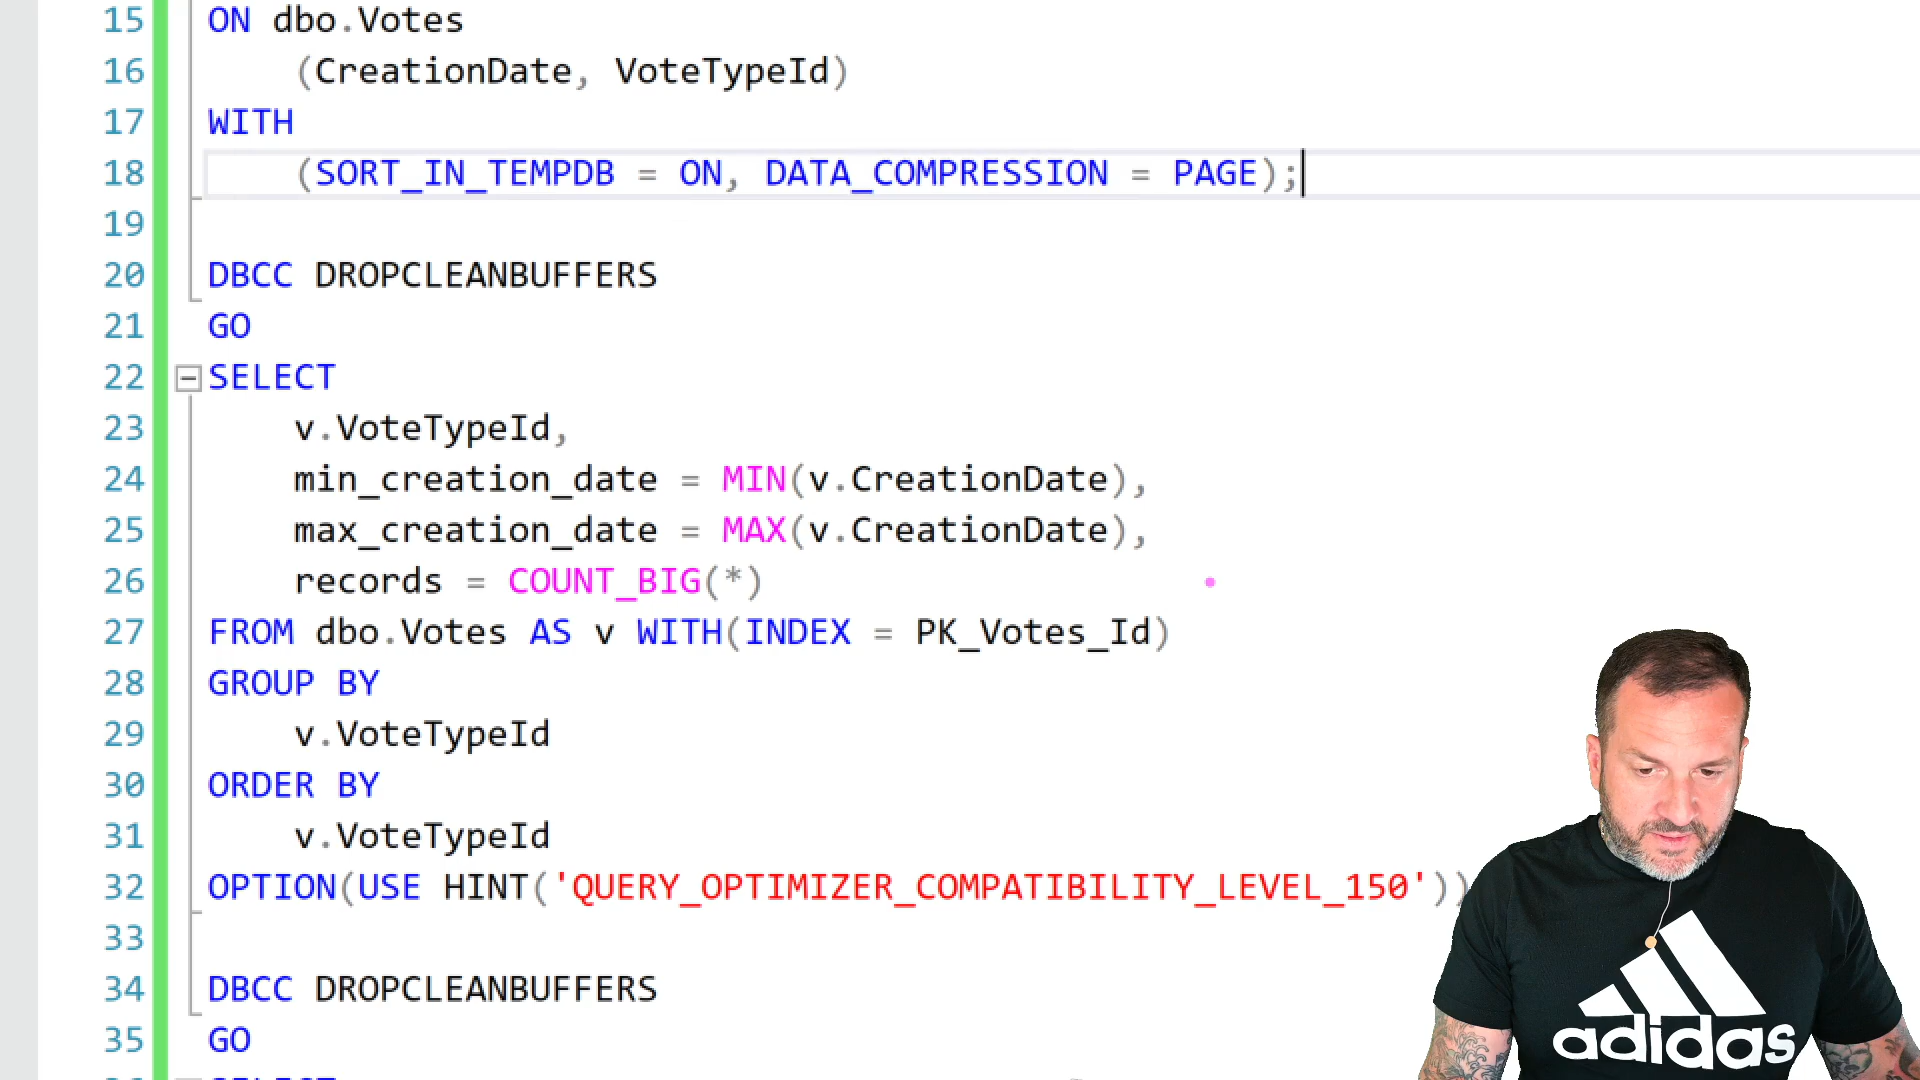 15 ON dbo.Votes
16 (CreationDate, VoteTypeId)
17 WITH
18 (SORT_IN_TEMPDB = ON, DATA_COMPRESSION = PAGE);
19
20 DBCC DROPCLEANBUFFERS
21 GO
22 SELECT
23 v.VoteTypeId,
24 min_creation_date = MIN(v.CreationDate),
25 max_creation_date = MAX(v.CreationDate),
26 records = COUNT_BIG(*)
27 FROM dbo.Votes AS v WITH(INDEX = PK_Votes_Id)
28 GROUP BY
29 v.VoteTypeId
30 ORDER BY
31 v.VoteTypeId
32 OPTION(USE HINT('QUERY_OPTIMIZER_COMPATIBILITY_LEVEL_150'))
33
34 DBCC DROPCLEANBUFFERS
35 GO
adidas